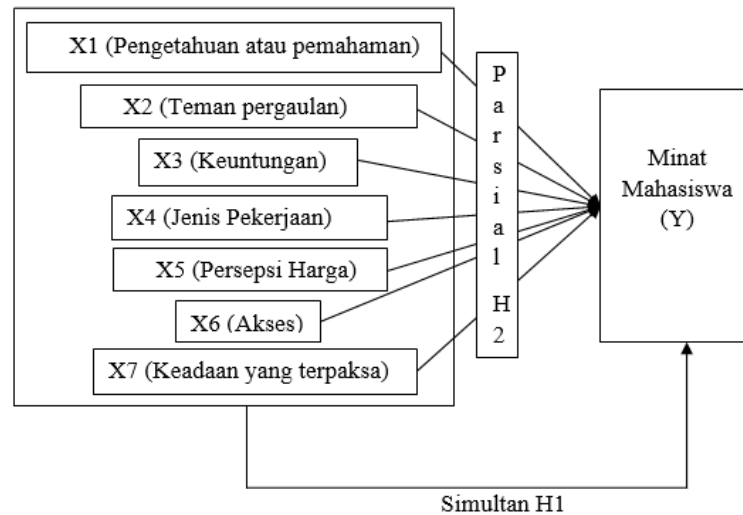 X1 (Pengetahuan atau pemahaman)
X2 (Teman pergaulan)
X3 (Keuntungan)
X4 (Jenis Pekerjaan)
X5 (Persepsi Harga)
X6 (Akses)
X7 (Keadaan yang terpaksa)
P
a
r
s
i
a
l
H
2
Minat
Mahasiswa
(Y)
Simultan H1